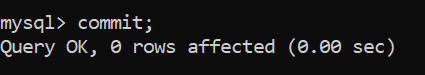 mysql> commit;
Query OK, 0 rows affected (0.00 sec)